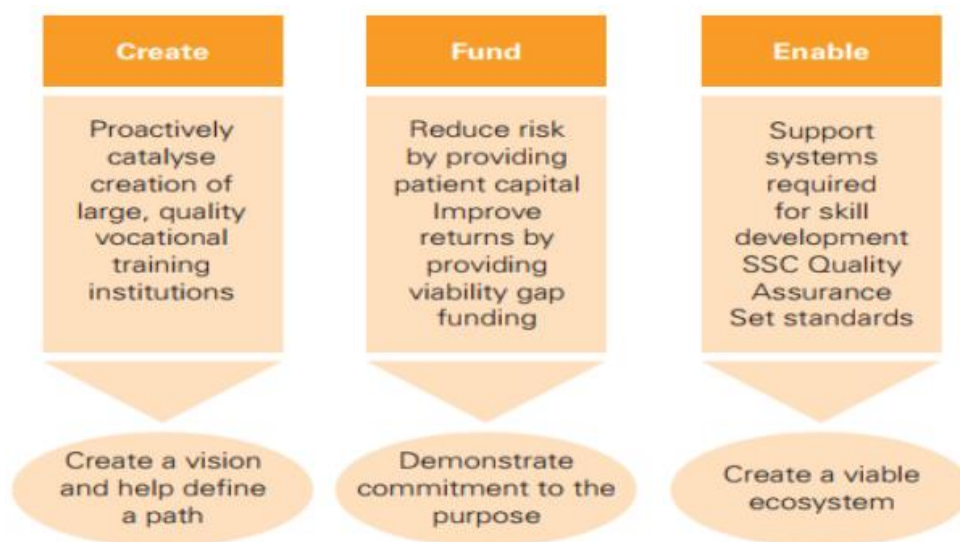 Create
Proactively
catalyse
creation of
large, quality
vocational
training
institutions
Create a vision
and help define
a path
Fund
Reduce risk
by providing
patient capital
Improve
returns by
providing
viability gap
funding
Demonstrate
commitment to the
purpose
Enable
Support
systems
required
for skill
development
SSC Quality
Assurance
Set standards
Create a viable
ecosystem